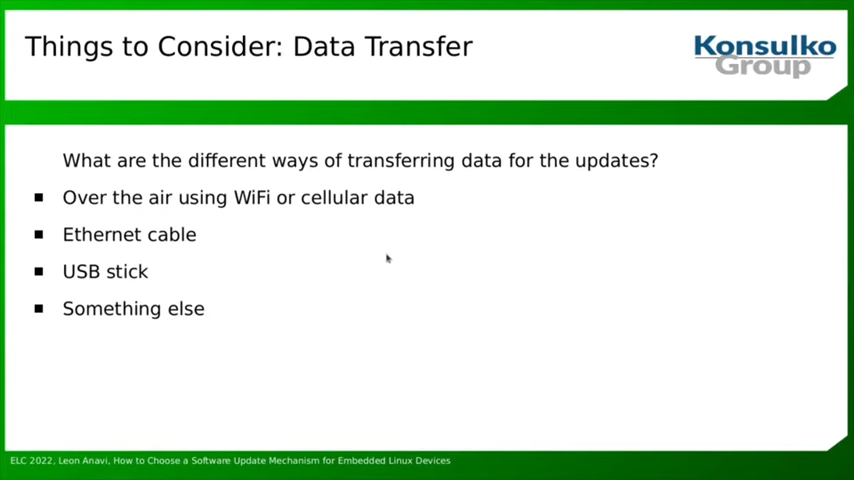 Things to Consider: Data Transfer
Konsulko
Group
What are the different ways of transferring data for the updates?
Over the air using WiFi or cellular data
Ethernet cable
USB stick
Something else
ELC 2022, Leon Anavi, How to Choose a Software Update Mechanism for Embedded Linux Devices